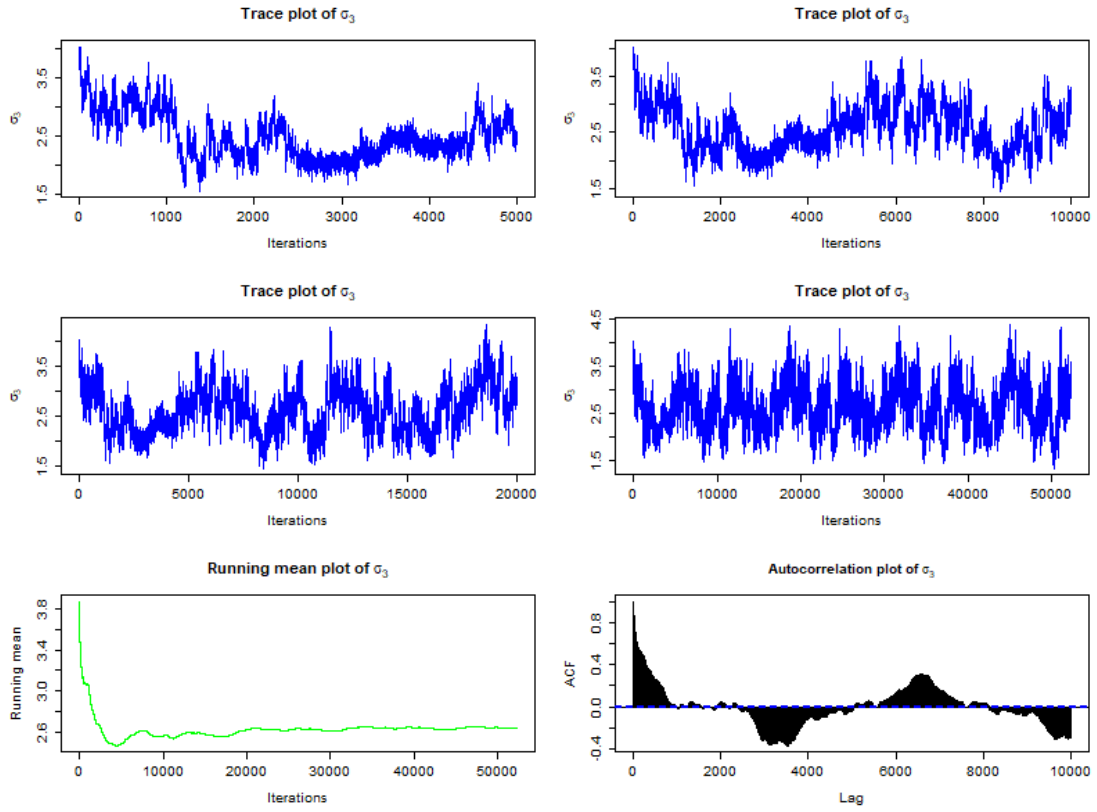 Trace plot of σ3
3.5
2.5
1.5
σ3
0 1000 2000 3000 4000 5000
Iterations
Trace plot of σ3
3.5
2.5
1.5
σ3
0 2000 4000 6000 8000 10000
Iterations
Trace plot of σ3
3.5
2.5
1.5
σ3
0 5000 10000 15000 20000
Iterations
Trace plot of σ3
4.5
3.5
2.5
1.5
σ3
0 10000 20000 30000 40000 50000
Iterations
Running mean plot of σ3
3.8
3.4
3.0
2.6
Running mean
0 10000 20000 30000 40000 50000
Iterations
Autocorrelation plot of σ3
0.8
0.4
0.0
-0.4
ACF
0 2000 4000 6000 8000 10000
Lag